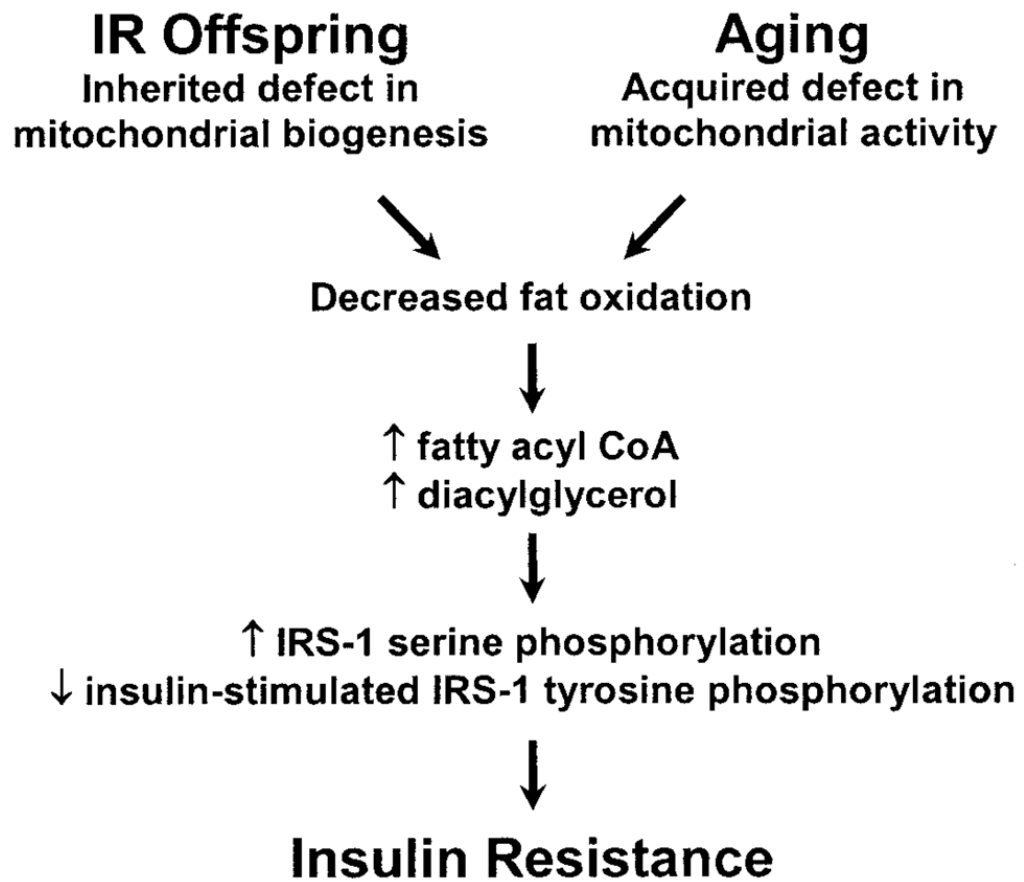 IR Offspring
Inherited defect in
mitochondrial biogenesis
Aging
Acquired defect in
mitochondrial activity
Decreased fat oxidation
↑ fatty acyl CoA
↑ diacylglycerol
↑ IRS-1 serine phosphorylation
↓ insulin-stimulated IRS-1 tyrosine phosphorylation
Insulin Resistance